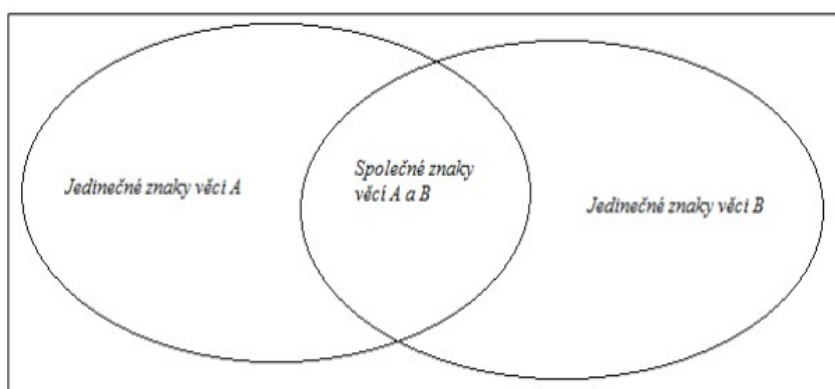 Jedinečné znaky věci A
Společné znaky
věcí A a B
Jedinečné znaky věci B